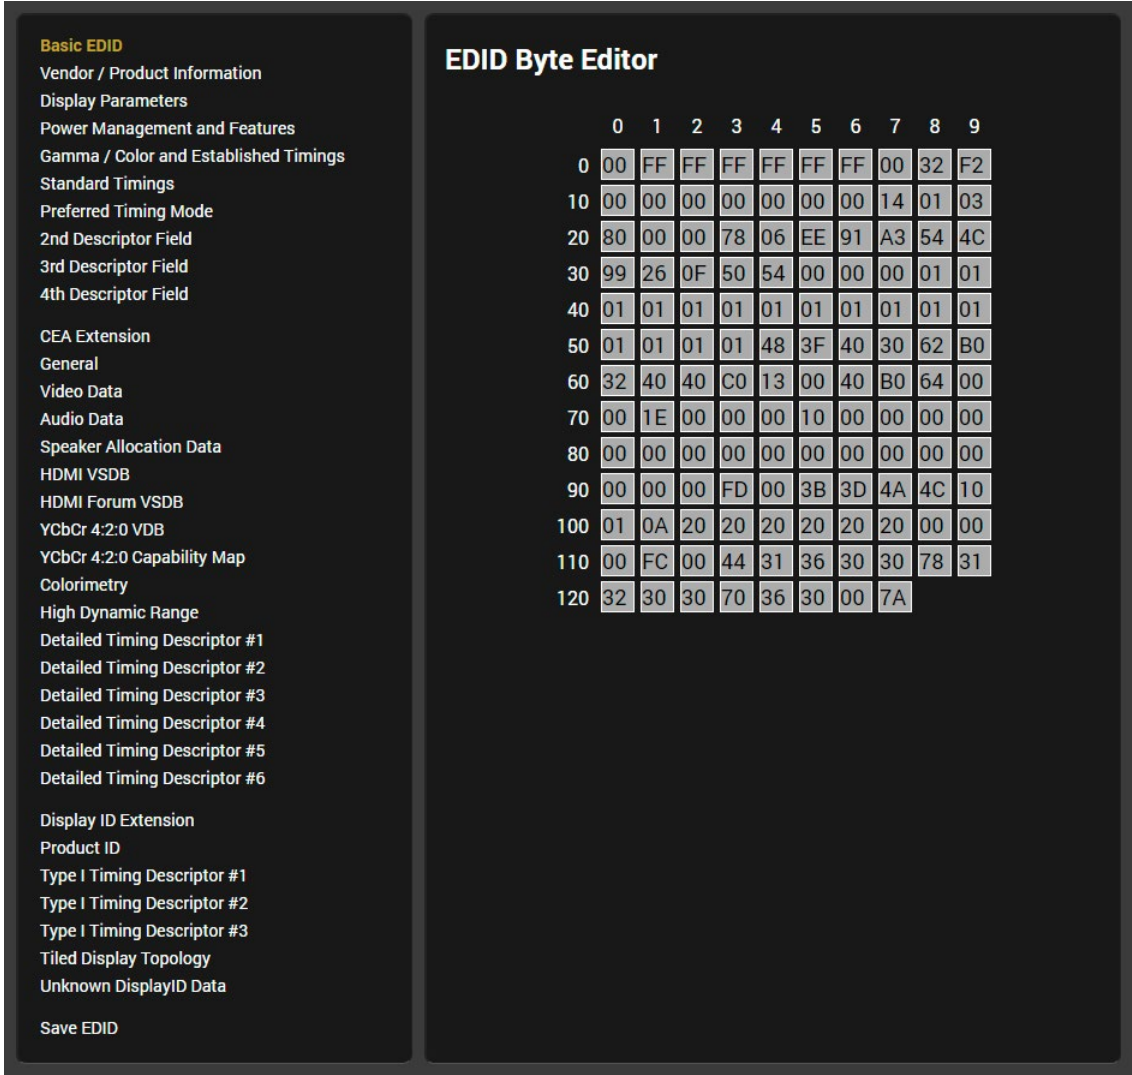 Basic EDID
Vendor / Product Information
Display Parameters
Power Management and Features
Gamma / Color and Established Timings
Standard Timings
Preferred Timing Mode
2nd Descriptor Field
3rd Descriptor Field
4th Descriptor Field
CEA Extension
General
Video Data
Audio Data
Speaker Allocation Data
HDMI VSDB
HDMI Forum VSDB
YCbCr 4:2:0 VDB
YCbCr 4:2:0 Capability Map
Colorimetry
High Dynamic Range
Detailed Timing Descriptor #1
Detailed Timing Descriptor #2
Detailed Timing Descriptor #3
Detailed Timing Descriptor #4
Detailed Timing Descriptor #5
Detailed Timing Descriptor #6
Display ID Extension
Product ID
Type I Timing Descriptor #1
Type I Timing Descriptor #2
Type I Timing Descriptor #3
Tiled Display Topology
Unknown DisplayID Data
Save EDID
EDID Byte Editor
0 1 2 3 4 5 6 7 8 9
0 00 FF FF FF FF FF FF 00 32 F2
10 00 00 00 00 00 00 00 14 01 03
20 80 00 00 78 06 EE 91 A3 54 4C
30 99 26 0F 50 54 00 00 00 01 01
40 01 01 01 01 01 01 01 01 01 01
50 01 01 01 01 48 3F 40 30 62 B0
60 32 40 40 C0 13 00 40 B0 64 00
70 00 1E 00 00 00 10 00 00 00 00
80 00 00 00 00 00 00 00 00 00 00
90 00 00 00 FD 00 3B 3D 4A 4C 10
100 01 0A 20 20 20 20 20 20 00 00
110 00 FC 00 44 31 36 30 30 78 31
120 32 30 30 70 36 30 00 7A